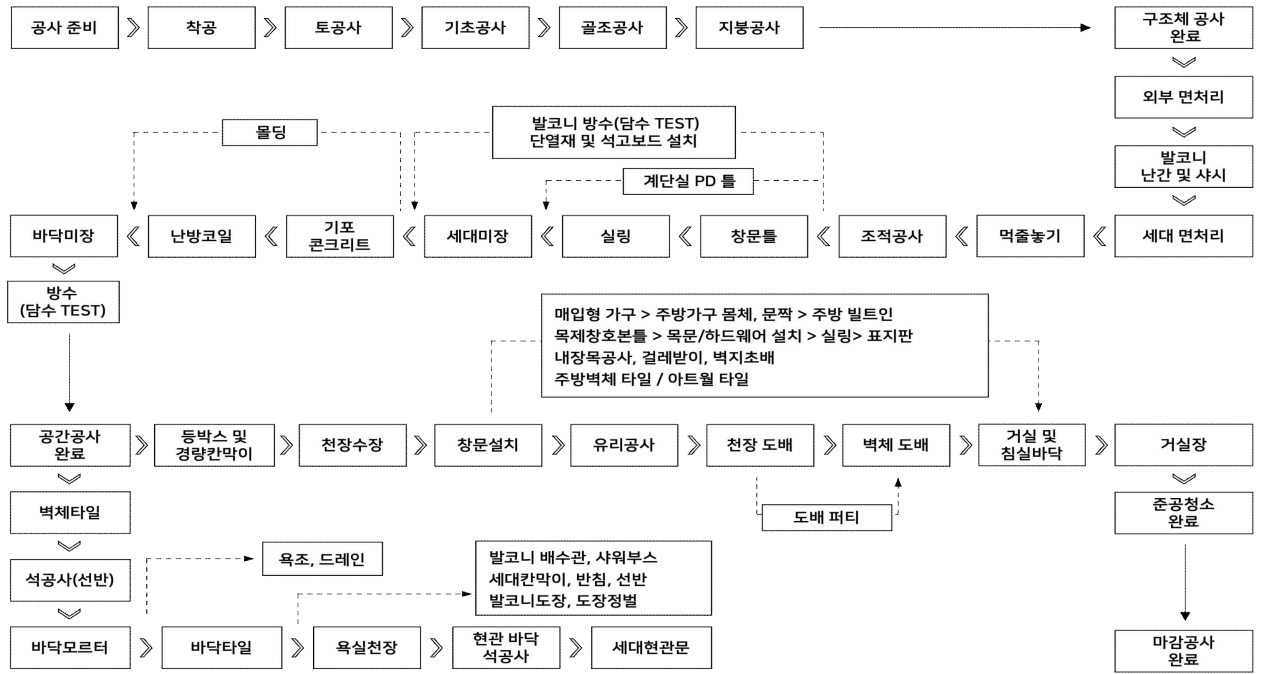 공사 준비
착공
토공사
기초공사
골조공사
지붕공사
구조체 공사
완료
외부 면처리
발코니
난간 및 샤시
몰딩
발코니 방수(담수 TEST)
단열재 및 석고보드 설치
계단실 PD 틀
바닥미장
난방코일
기포
콘크리트
세대미장
실링
창문틀
조적공사
먹줄놓기
세대 면처리
방수
(담수 TEST)
매입형 가구 > 주방가구 몸체, 문짝 > 주방 빌트인
목제창호본틀 > 목문/하드웨어 설치 > 실링> 표지판
내장목공사, 걸레받이, 벽지초배
주방벽체 타일 / 아트월 타일
공간공사
완료
등박스 및
경량칸막이
천장수장
창문설치
유리공사
천장 도배
벽체 도배
거실 및
침실바닥
거실장
도배 퍼티
벽체타일
준공청소
완료
석공사(선반)
욕조, 드레인
발코니 배수관, 샤워부스
세대칸막이, 반침, 선반
발코니도장, 도장정벌
바닥모르터
바닥타일
욕실천장
현관 바닥
석공사
세대현관문
마감공사
완료